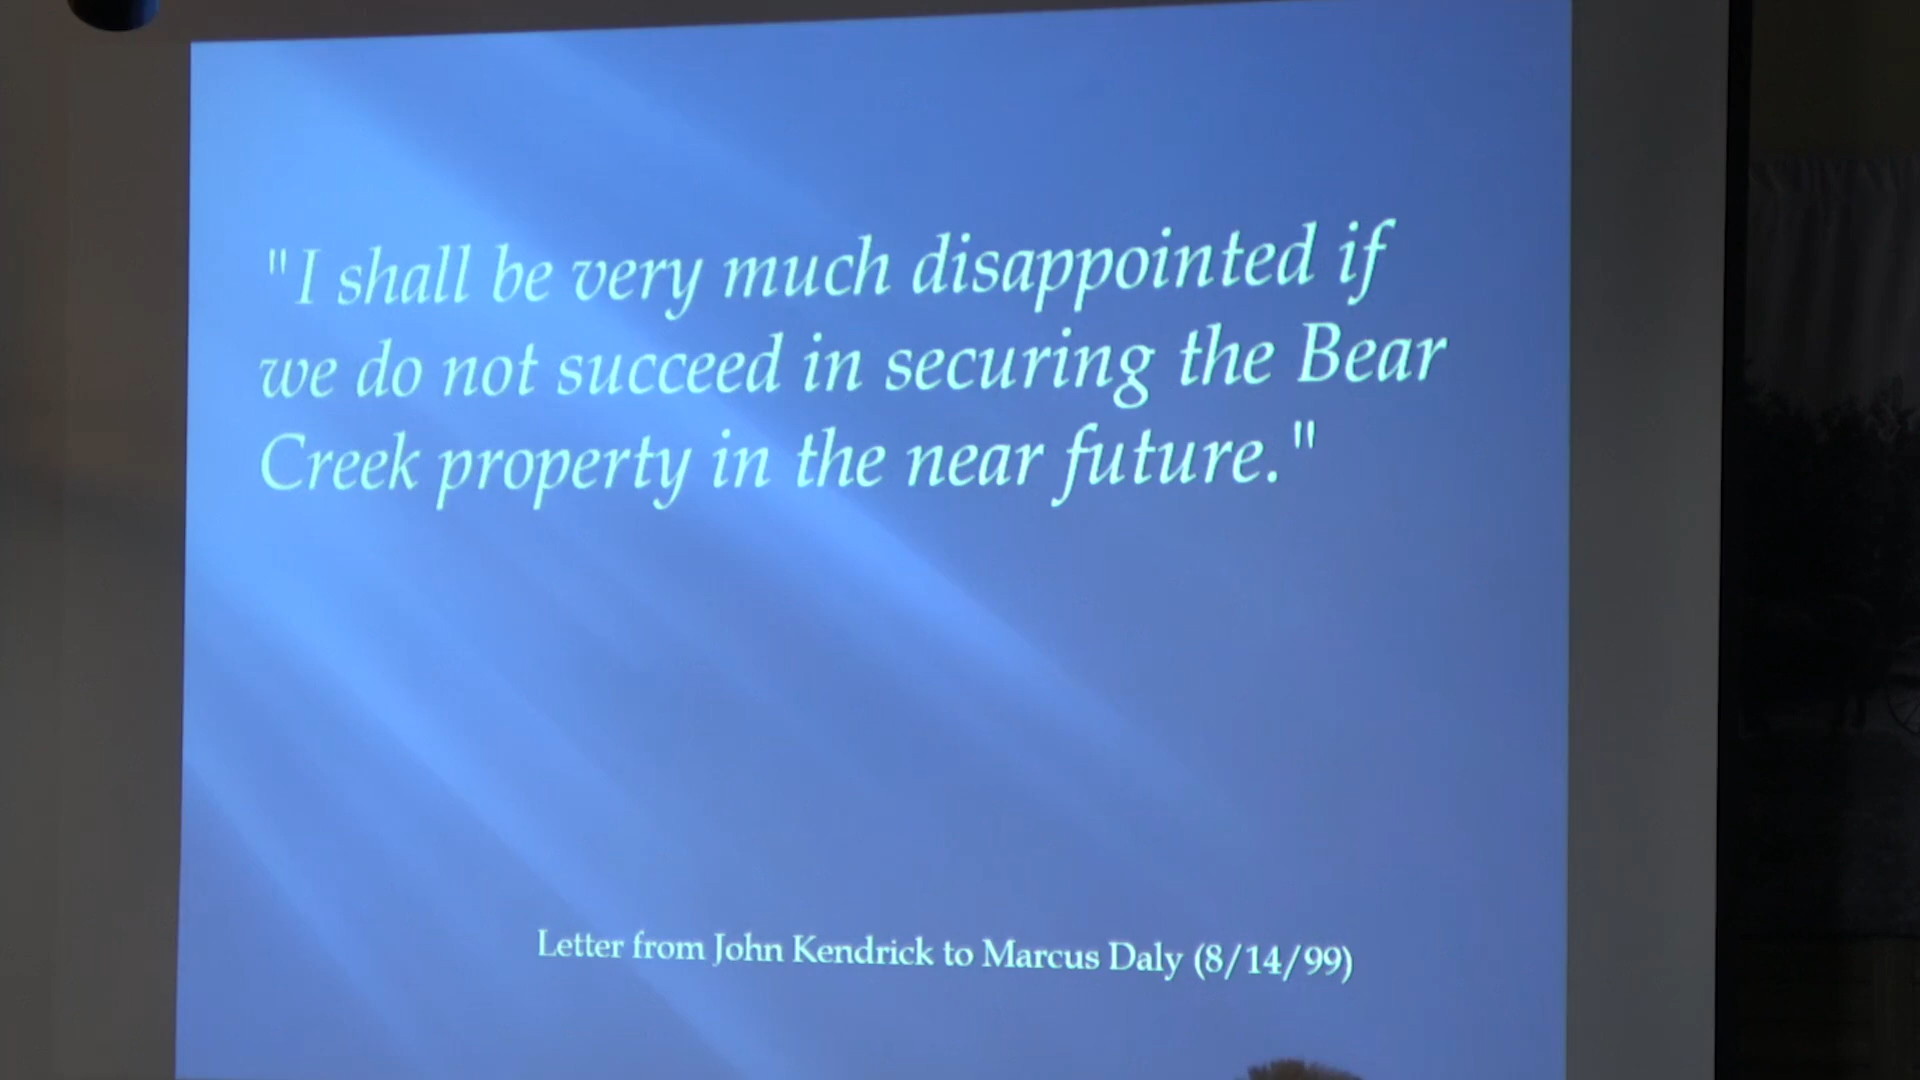 "I shall be very much disappointed if
we do not succeed in securing the Bear
Creek property in the near future."
Letter from John Kendrick to Marcus Daly (8/14/99)